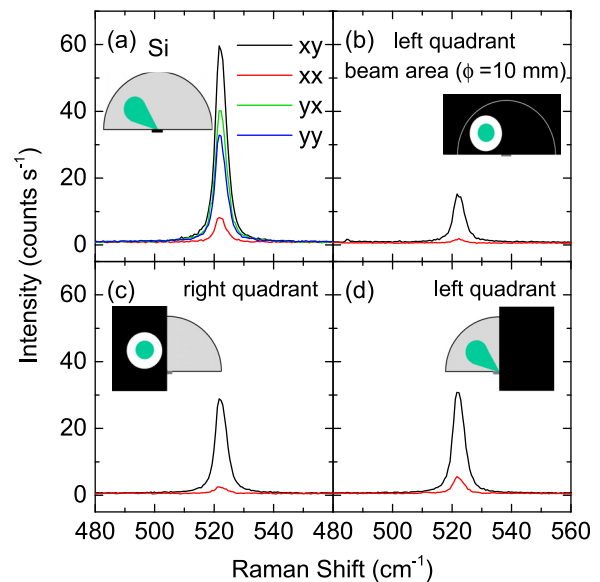 (a) Si
xy
xx
yx
yy
(b) left quadrant
beam area (ϕ =10 mm)
60
40
20
0
(c) right quadrant
(d) left quadrant
60
40
20
0
Intensity (counts s⁻¹)
480 500 520 540 480 500 520 540 560
Raman Shift (cm⁻¹)